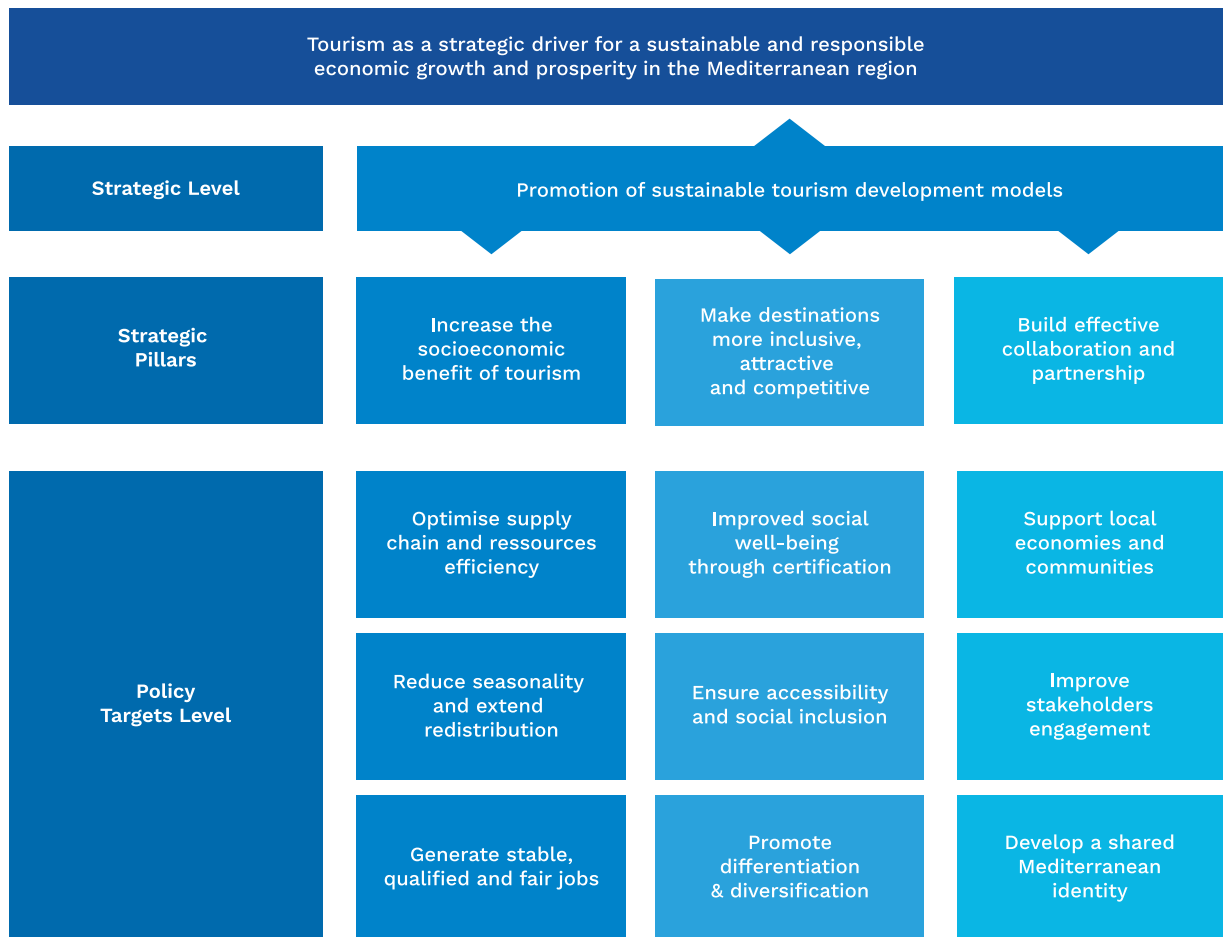 Tourism as a strategic driver for a sustainable and responsible
economic growth and prosperity in the Mediterranean region
Strategic Level
Promotion of sustainable tourism development models
Strategic
Pillars
Increase the
socioeconomic
benefit of tourism
Make destinations
more inclusive,
attractive
and competitive
Build effective
collaboration and
partnership
Policy
Targets Level
Optimise supply
chain and ressources
efficiency
Improved social
well-being
through certification
Support local
economies and
communities
Reduce seasonality
and extend
redistribution
Ensure accessibility
and social inclusion
Improve
stakeholders
engagement
Generate stable,
qualified and fair jobs
Promote
differentiation
& diversification
Develop a shared
Mediterranean
identity